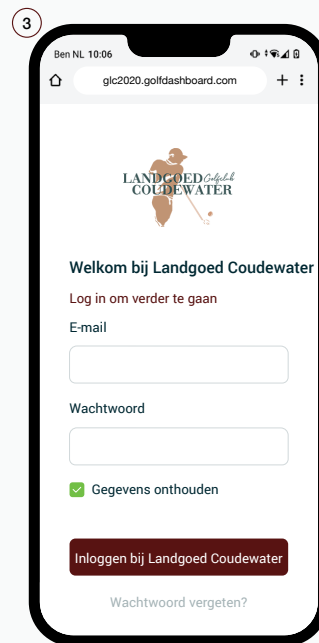 3
Ben NL 10:06
glc2020.golfdashboard.com
LANDGOED Golfclub
COUDEWATER
Welkom bij Landgoed Coudewater
Log in om verder te gaan
E-mail
Wachtwoord
Gegevens onthouden
Inloggen bij Landgoed Coudewater
Wachtwoord vergeten?